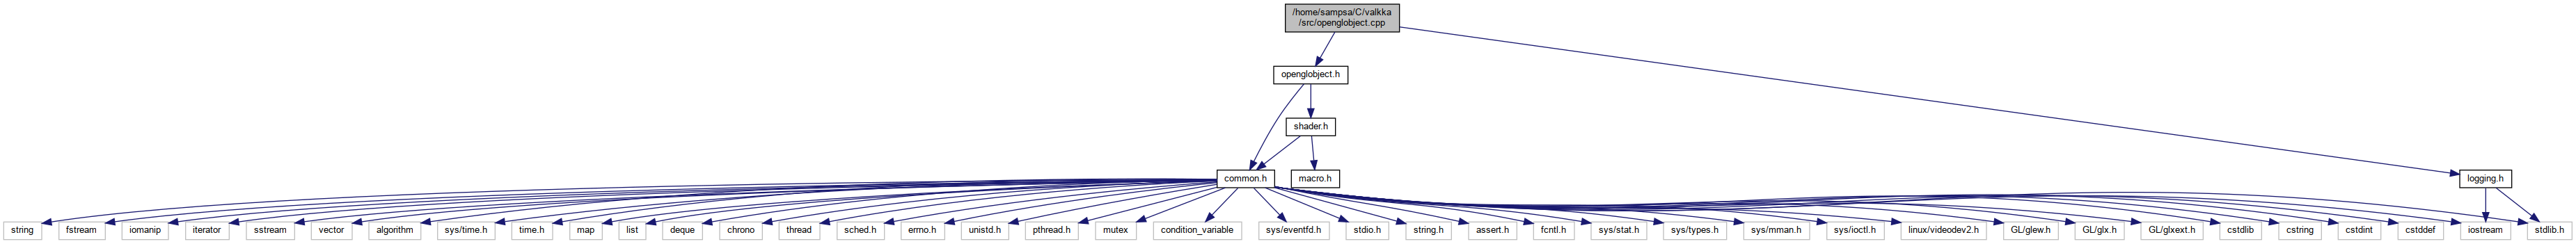 /home/sampsa/C/valkka
/src/openglobject.cpp
openglobject.h
shader.h
common.h
macro.h
logging.h
string
fstream
iomanip
iterator
sstream
vector
algorithm
sys/time.h
time.h
map
list
deque
chrono
thread
sched.h
errno.h
unistd.h
pthread.h
mutex
condition_variable
sys/eventfd.h
stdio.h
string.h
assert.h
fcntl.h
sys/stat.h
sys/types.h
sys/mman.h
sys/ioctl.h
linux/videodev2.h
GL/glew.h
GL/glx.h
GL/glxext.h
cstdlib
cstring
cstdint
cstddef
iostream
stdlib.h